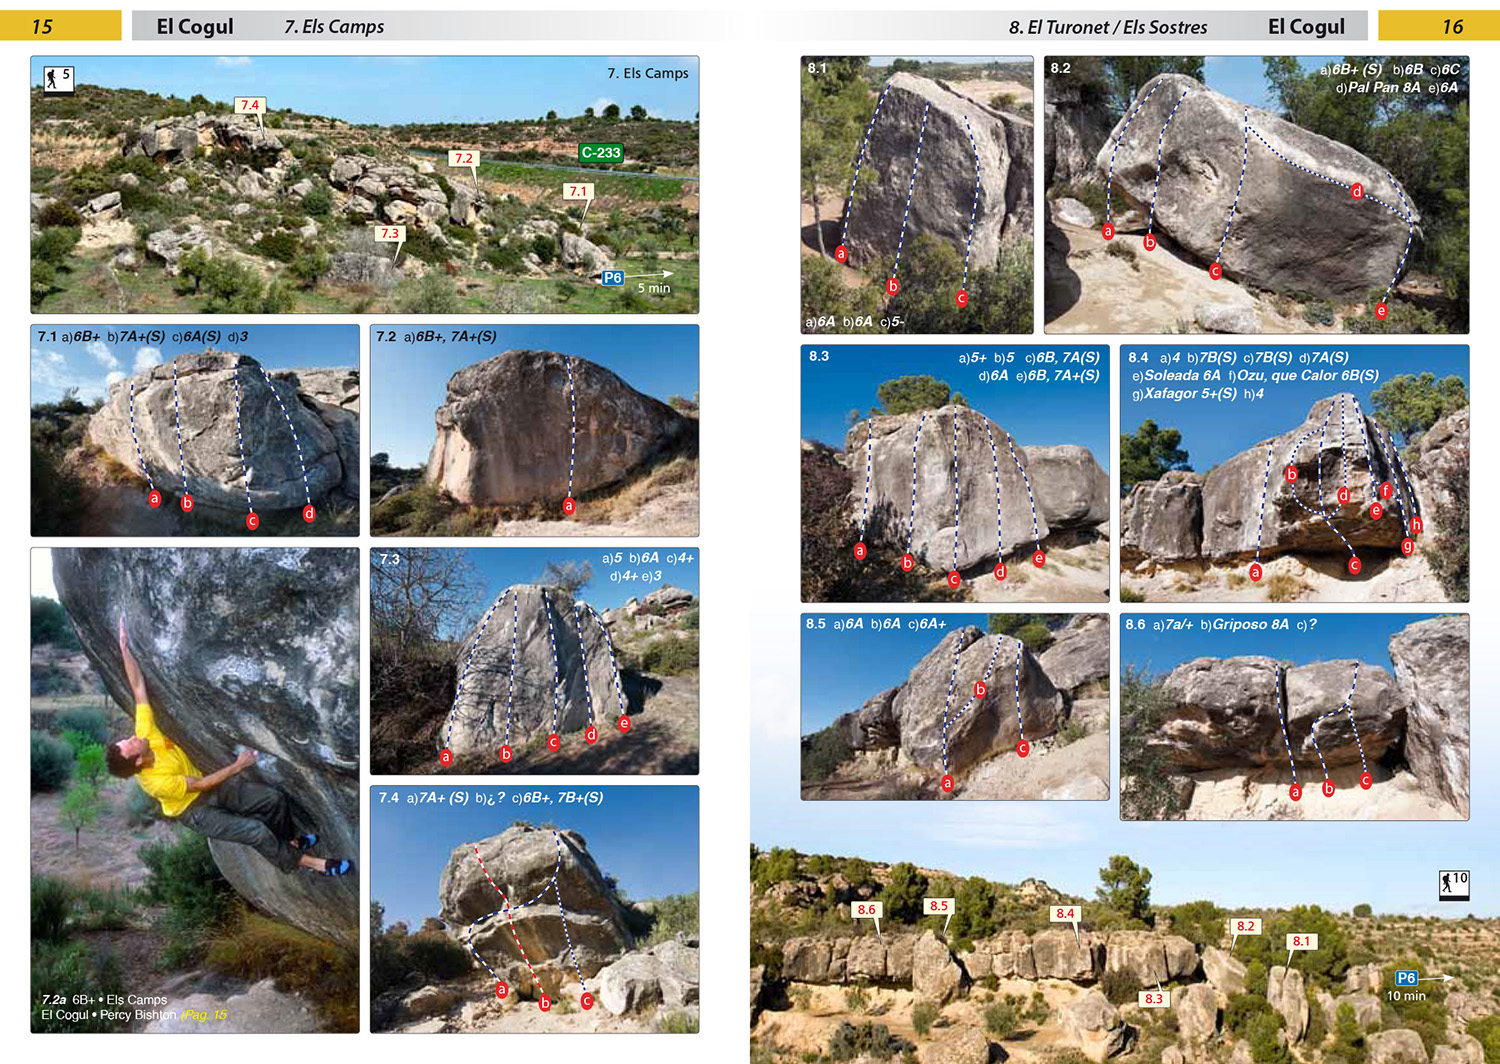 15
El Cogul
7. Els Camps
5
7. Els Camps
7.4
7.2
C-233
7.1
7.3
P6
5 min
7.1 a)6B+ b)7A+(S) c)6A(S) d)3
a
b
c
d
7.2 a)6B+, 7A+(S)
a
7.2a 6B+ • Els Camps
El Cogul • Percy Bishton (Pag. 15
7.3
a)5 b)6A c)4+
d)4+ e)3
a
b
c
d
e
7.4 a)7A+ (S) b)¿? c)6B+, 7B+(S)
a
b
c
8. El Turonet / Els Sostres
El Cogul
16
8.1
a
b
c
a)6A b)6A c)5-
8.2
a)6B+ (S) b)6B c)6C
d)Pal Pan 8A e)6A
a
b
c
d
e
8.3
a)5+ b)5 c)6B, 7A(S)
d)6A e)6B, 7A+(S)
a
b
c
d
e
8.4 a)4 b)7B(S) c)7B(S) d)7A(S)
e)Soleada 6A f)Ozu, que Calor 6B(S)
g)Xafagor 5+(S) h)4
b
d
f
e
h
g
a
c
8.5 a)6A b)6A c)6A+
b
c
a
8.6 a)7a/+ b)Griposo 8A c)?
a
b
c
10
8.6
8.5
8.4
8.2
8.1
8.3
P6
10 min